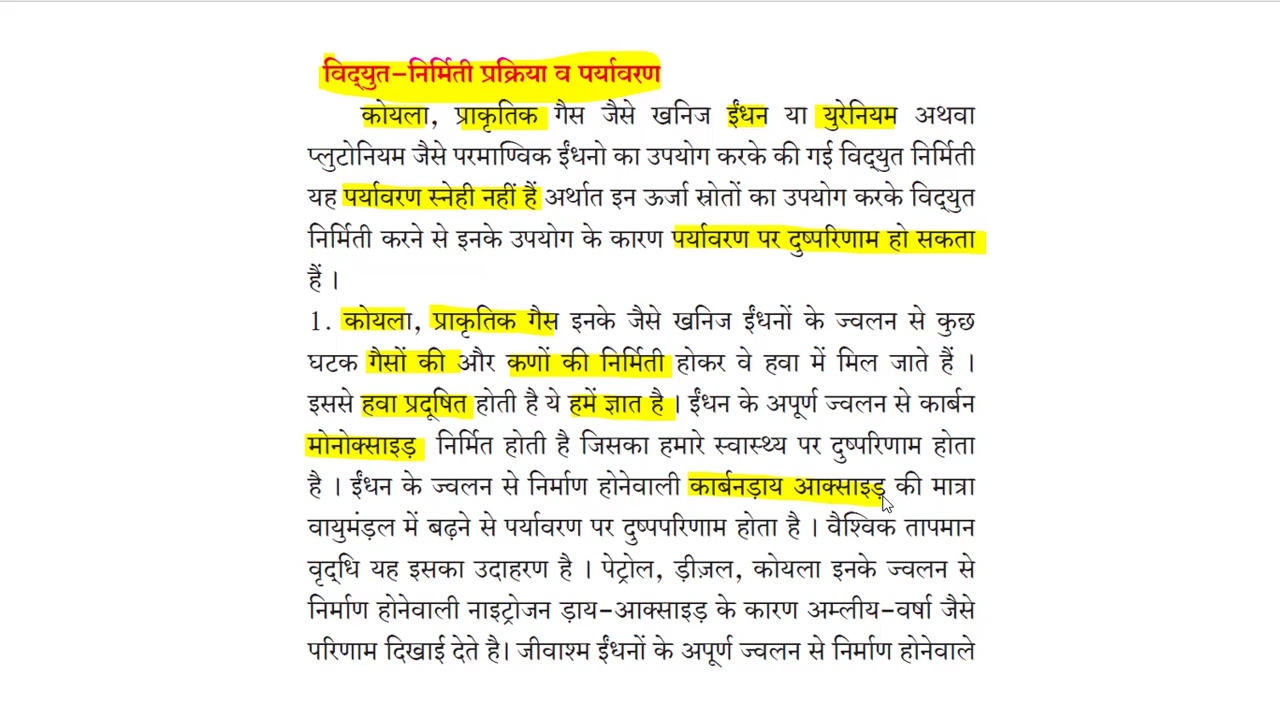 विद्युत-निर्मिती प्रक्रिया व पर्यावरण
कोयला, प्राकृतिक गैस जैसे खनिज ईंधन या युरेनियम अथवा
प्लुटोनियम जैसे परमाण्विक ईंधनो का उपयोग करके की गई विद्युत निर्मिती
यह पर्यावरण स्नेही नहीं हैं अर्थात इन ऊर्जा स्रोतों का उपयोग करके विद्युत
निर्मिती करने से इनके उपयोग के कारण पर्यावरण पर दुष्परिणाम हो सकता
हैं ।
1. कोयला, प्राकृतिक गैस इनके जैसे खनिज ईंधनों के ज्वलन से कुछ
घटक गैसों की और कणों की निर्मिती होकर वे हवा में मिल जाते हैं ।
इससे हवा प्रदूषित होती है ये हमें ज्ञात है । ईंधन के अपूर्ण ज्वलन से कार्बन
मोनोक्साइड़ निर्मित होती है जिसका हमारे स्वास्थ्य पर दुष्परिणाम होता
है । ईंधन के ज्वलन से निर्माण होनेवाली कार्बनड़ाय आक्साइड़ की मात्रा
वायुमंड़ल में बढ़ने से पर्यावरण पर दुष्पपरिणाम होता है । वैश्विक तापमान
वृद्धि यह इसका उदाहरण है । पेट्रोल, ड़ीज़ल, कोयला इनके ज्वलन से
निर्माण होनेवाली नाइट्रोजन ड़ाय-आक्साइड़ के कारण अम्लीय-वर्षा जैसे
परिणाम दिखाई देते है। जीवाश्म ईंधनों के अपूर्ण ज्वलन से निर्माण होनेवाले